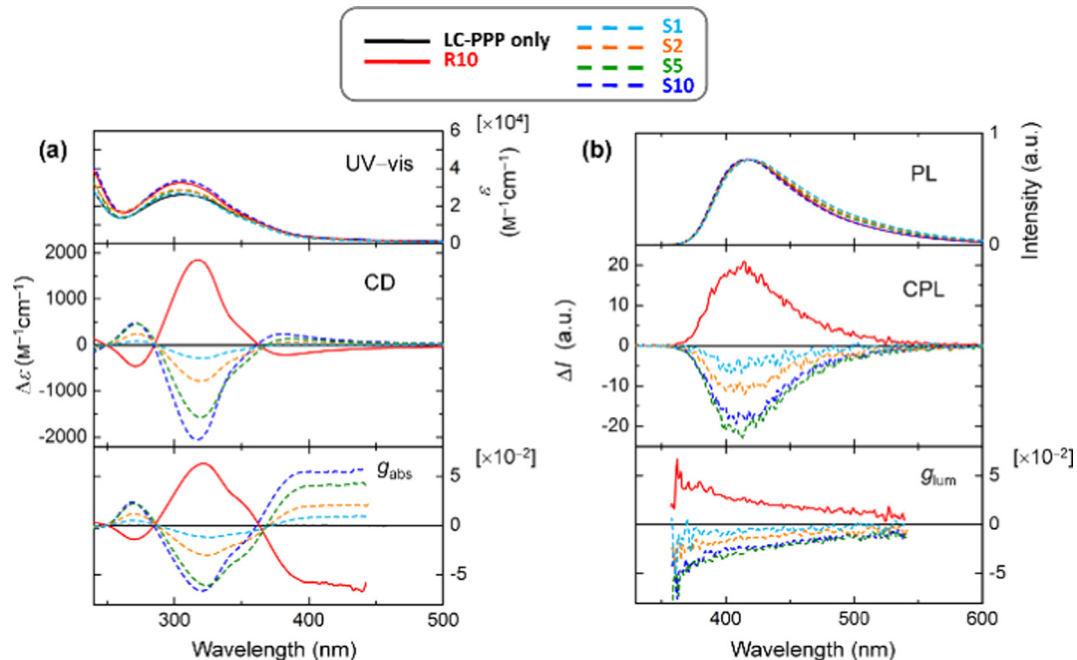 LC-PPP only
R10
S1
S2
S5
S10
(a)
UV–vis
6
4
2
0
[×10⁴]
ε
(M⁻¹cm⁻¹)
CD
2000
1000
0
-1000
-2000
Δε (M⁻¹cm⁻¹)
gabs
[×10⁻²]
5
0
-5
300
400
500
Wavelength (nm)
(b)
PL
1
0
Intensity (a.u.)
CPL
20
10
0
-10
-20
ΔI (a.u.)
glum
[×10⁻²]
5
0
-5
400
500
600
Wavelength (nm)